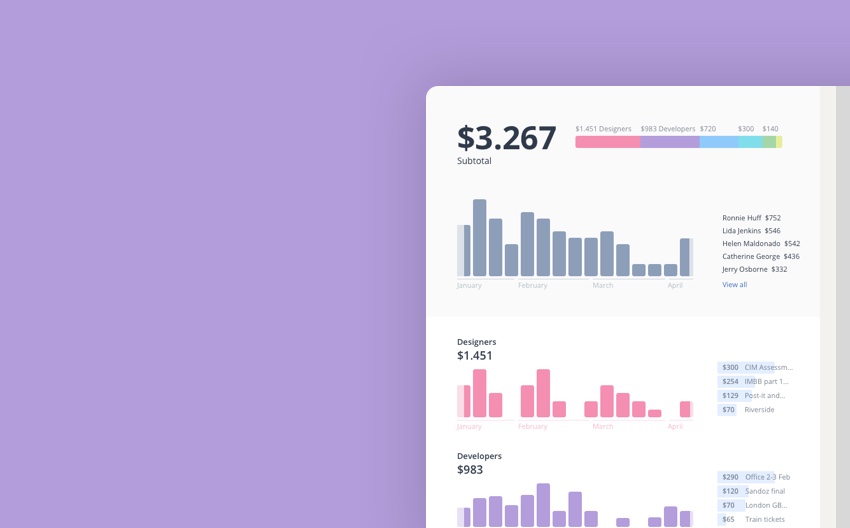 $3.267
Subtotal
$1.451 Designers $983 Developers $720 $300 $140
January February March April
Ronnie Huff $752
Lida Jenkins $546
Helen Maldonado $542
Catherine George $436
Jerry Osborne $332
View all
Designers
$1.451
January February March April
$300 CIM Assessm...
$254 IMBB part 1...
$129 Post-it and...
$70 Riverside
Developers
$983
$290 Office 2-3 Feb
$120 Sandoz final
$70 London GB...
$65 Train tickets